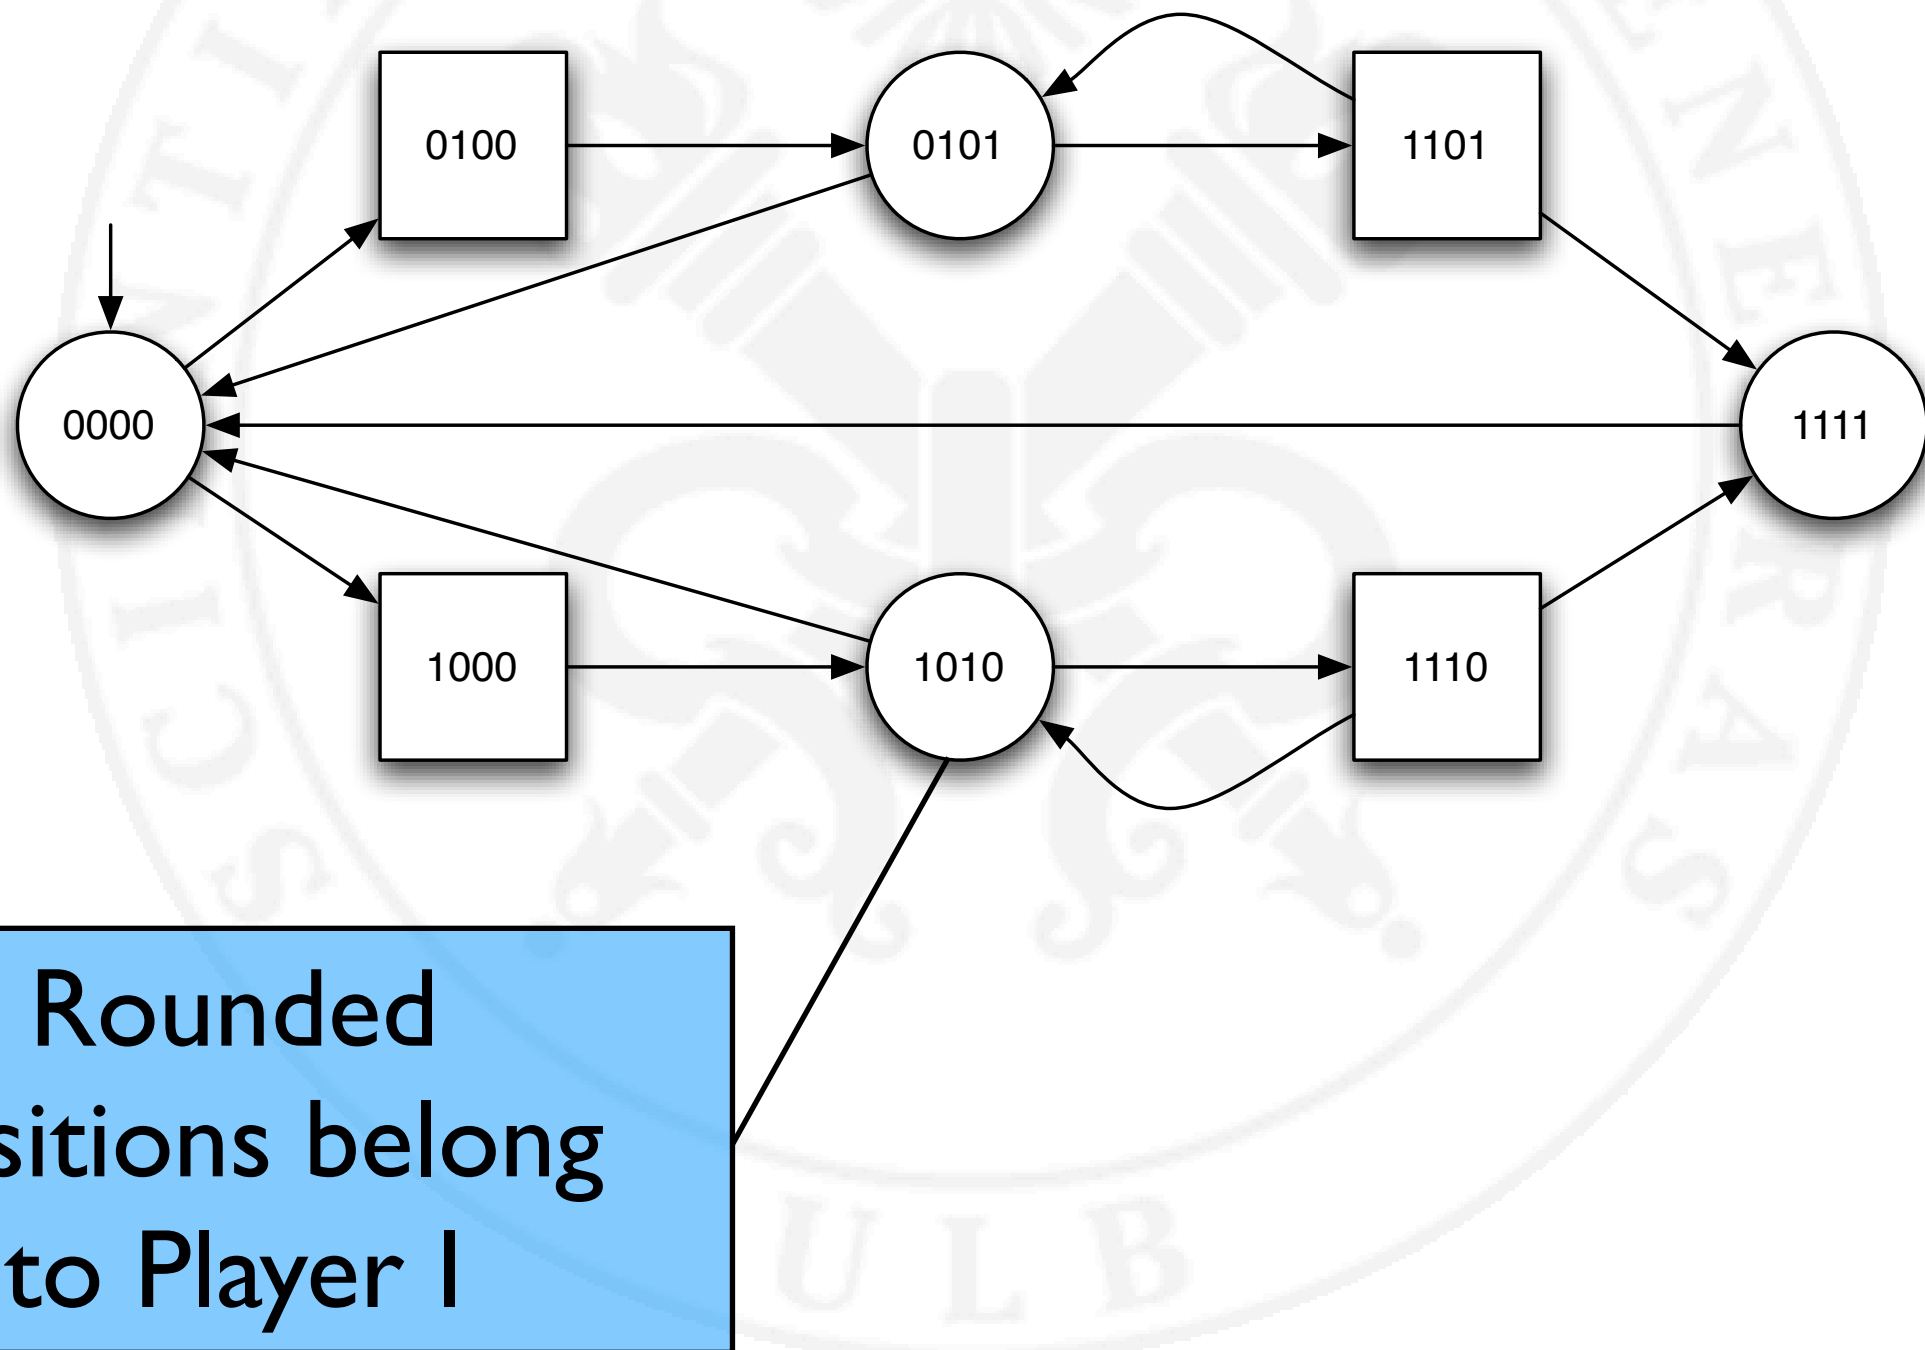 0100 0101 1101
0000 1111
1000 1010 1110
Rounded
sitions belong
to Player I
U L B